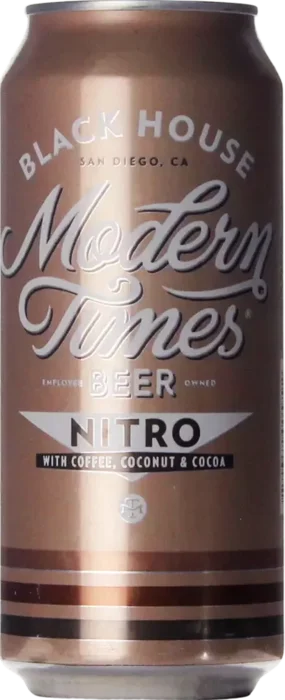 BLACK HOUSE
SAN DIEGO, CA
Modern
Times
EMPLOYEE BEER OWNED
NITRO
WITH COFFEE, COCONUT & COCOA